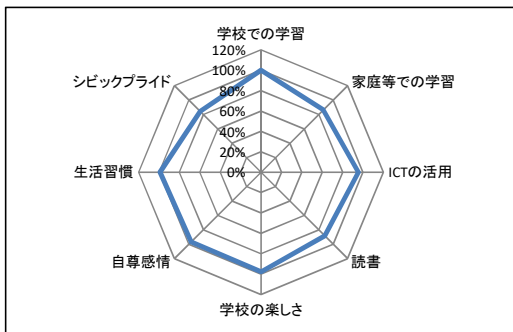 学校での学習
家庭等での学習
ICTの活用
読書
学校の楽しさ
自尊感情
生活習慣
シビックプライド
120%
100%
80%
60%
40%
20%
0%